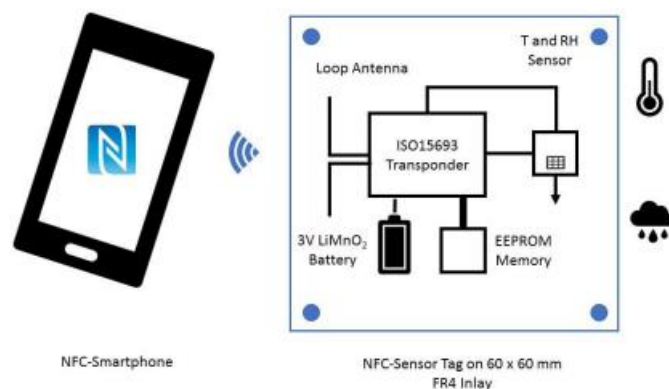 T and RH
Sensor
Loop Antenna
ISO15693
Transponder
3V LiMnO₂
Battery
EEPROM
Memory
NFC-Smartphone
NFC-Sensor Tag on 60 x 60 mm
FR4 Inlay